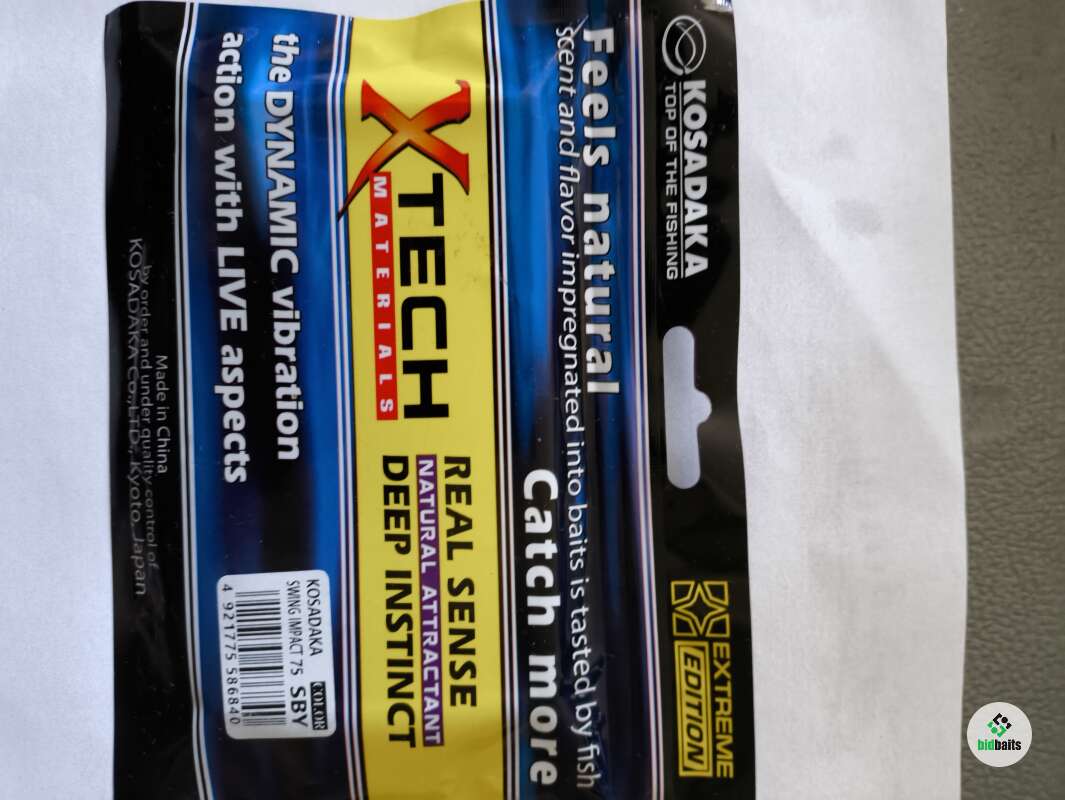 KOSADAKA
TOP OF THE FISHING
EXTREME
EDITION
Feels natural
scent and flavor impregnated into baits is tasted by fish
Catch more
XTECH
MATERIALS
REAL SENSE
NATURAL ATTRACTANT
DEEP INSTINCT
the DYNAMIC vibration
action with LIVE aspects
KOSADAKA
SWING IMPACT 75
COLOR
SBY
4 921775 586840
Made in China
by order and under quality control of
KOSADAKA Co.,LTD., Kyoto, Japan
bidbaits